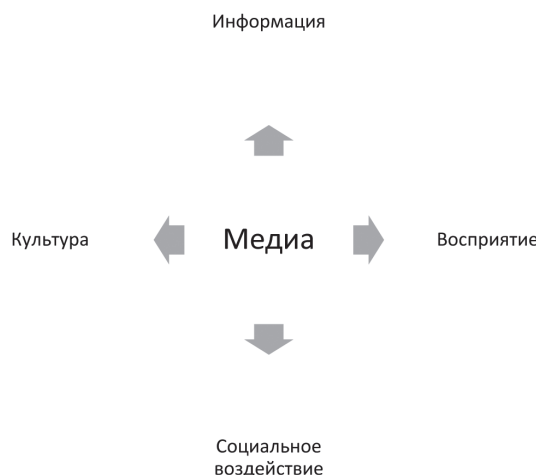 Информация
Культура
Медиа
Восприятие
Социальное
воздействие